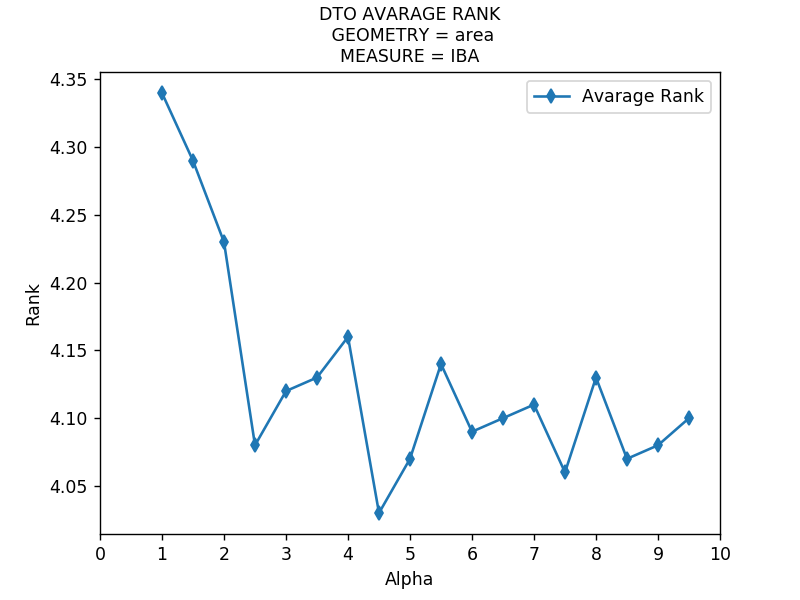 DTO AVARAGE RANK
GEOMETRY = area
MEASURE = IBA
Avarage Rank
4.35
4.30
4.25
4.20
4.15
4.10
4.05
Rank
0 1 2 3 4 5 6 7 8 9 10
Alpha